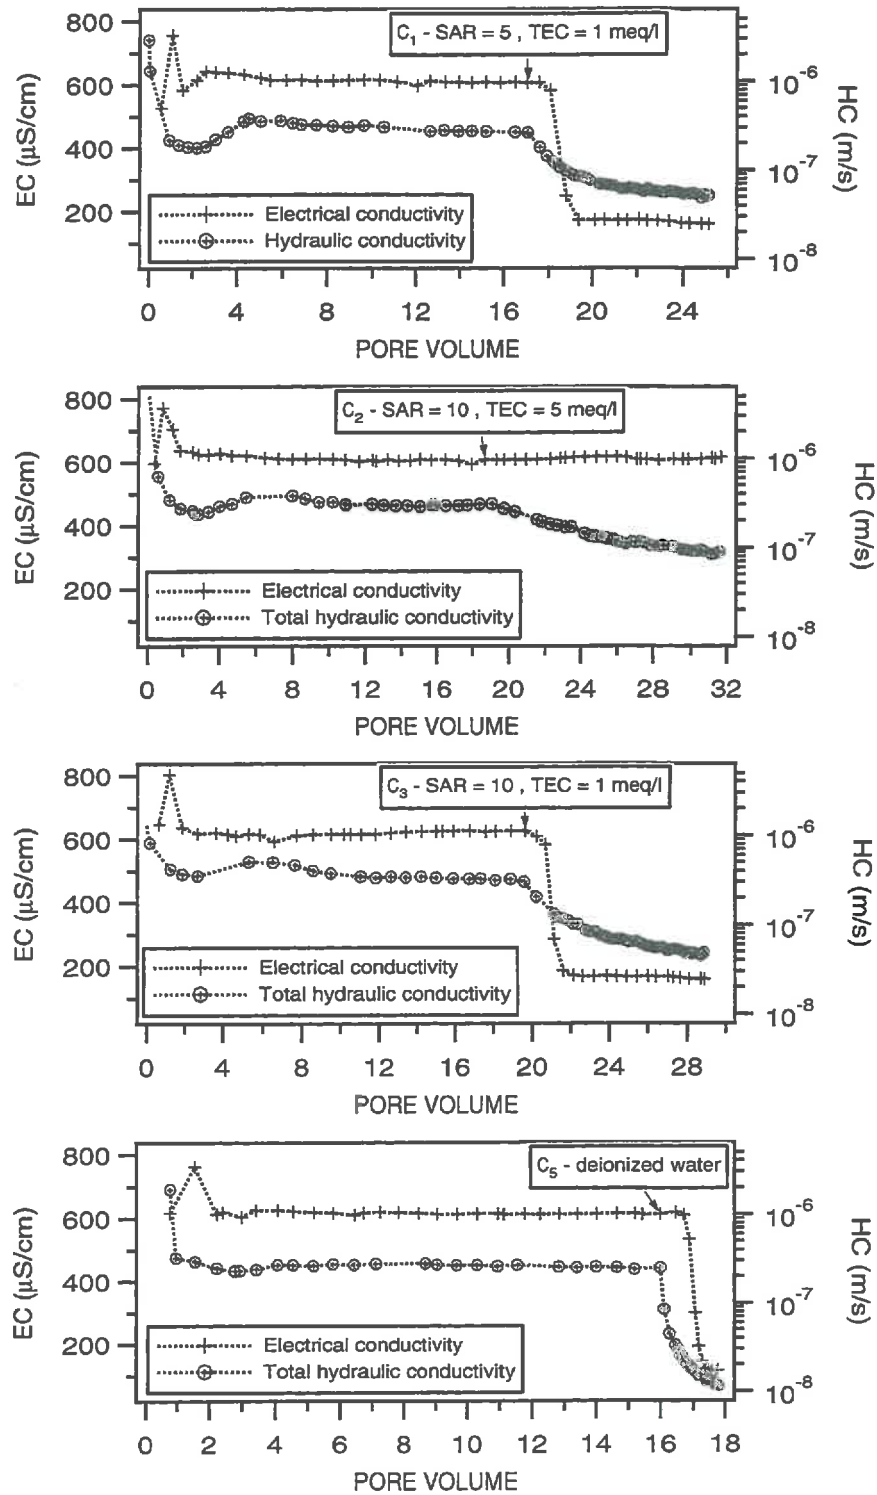 C1 - SAR = 5 , TEC = 1 meq/l
800
600
400
200
EC (µS/cm)
10-6
10-7
10-8
HC (m/s)
Electrical conductivity
Hydraulic conductivity
0 4 8 12 16 20 24
PORE VOLUME
C2 - SAR = 10 , TEC = 5 meq/l
800
600
400
200
EC (µS/cm)
10-6
10-7
10-8
HC (m/s)
Electrical conductivity
Total hydraulic conductivity
0 4 8 12 16 20 24 28 32
PORE VOLUME
C3 - SAR = 10 , TEC = 1 meq/l
800
600
400
200
EC (µS/cm)
10-6
10-7
10-8
HC (m/s)
Electrical conductivity
Total hydraulic conductivity
0 4 8 12 16 20 24 28
PORE VOLUME
C5 - deionized water
800
600
400
200
EC (µS/cm)
10-6
10-7
10-8
HC (m/s)
Electrical conductivity
Total hydraulic conductivity
0 2 4 6 8 10 12 14 16 18
PORE VOLUME